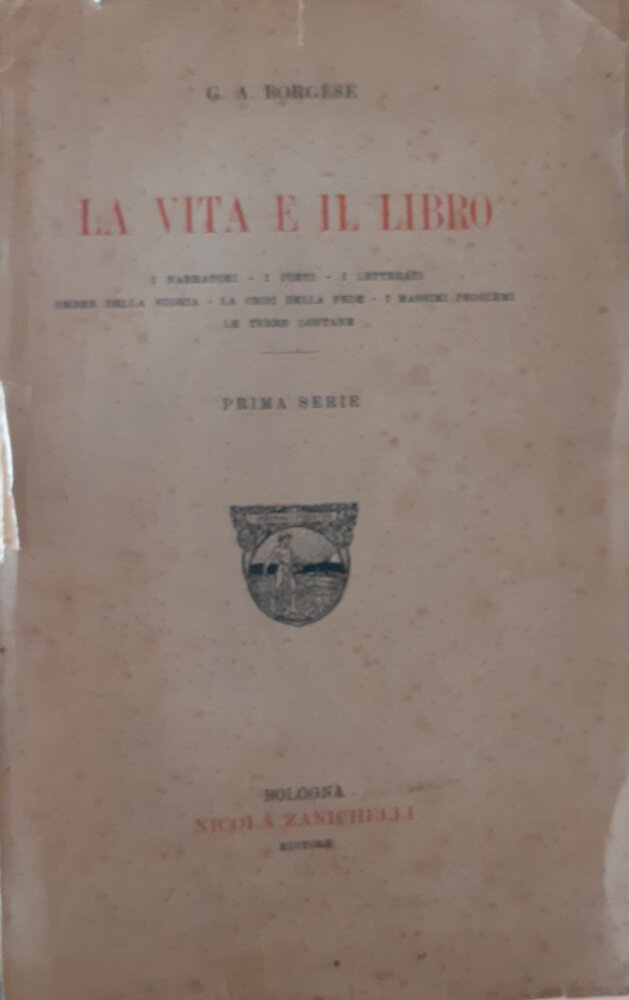 G. A. BORGESE
LA VITA E IL LIBRO
I NARRATORI - I POETI - I LETTERATI
OMBRE DELLA STORIA - LA CRISI DELLA FEDE - I MASSIMI PROBLEMI
LE TERRE LONTANE
PRIMA SERIE
BOLOGNA
NICOLA ZANICHELLI
EDITORE